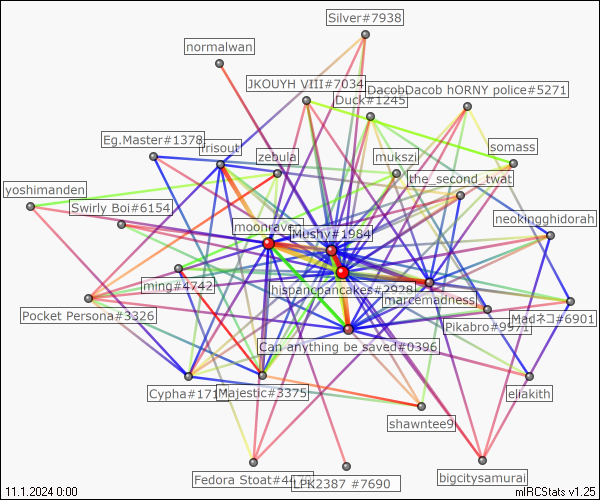 Silver#7938
normalwan
JKOUYH VIII#7034
DacobDacob hORNY police#5271
Duck#1245
Eg.Master#1378
frisout
zebula
mukszi
somass
the_second_twat
yoshimanden
Swirly Boi#6154
moonrave
Mushy#1984
neokingghidorah
ming#4742
hispanicpancakes#2928
marcemadness
Pocket Persona#3326
Pikabro#9971
Madネコ#6901
Can anything be saved#0396
Cypha#171
Majestic#3375
eliakith
shawntee9
Fedora Stoat#44
LPK2387 #7690
bigcitysamurai
11.1.2024 0:00
mIRCStats v1.25